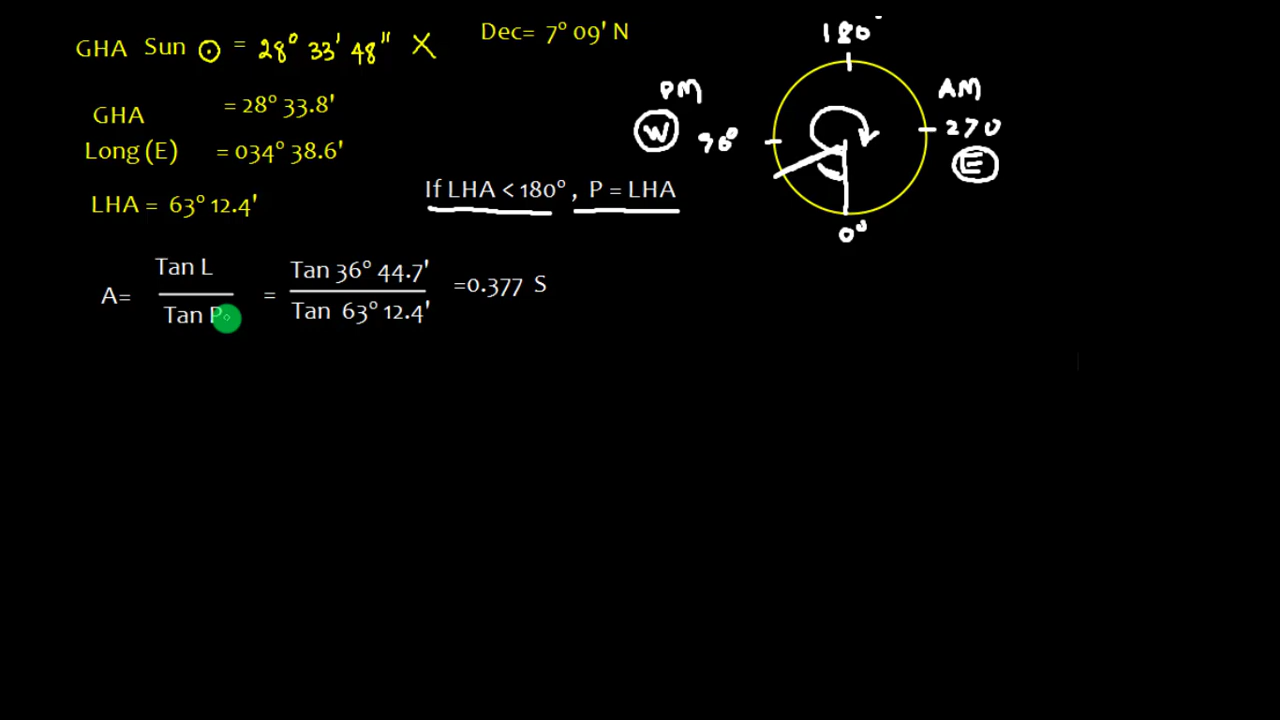 GHA Sun ⊙ = 28° 33' 48" X
Dec= 7° 09' N
GHA = 28° 33.8'
Long (E) = 034° 38.6'
LHA = 63° 12.4'
If LHA < 180° , P = LHA
180°
PM
AM
W
90°
270
E
0°
A= Tan L / Tan P = Tan 36° 44.7' / Tan 63° 12.4' =0.377 S